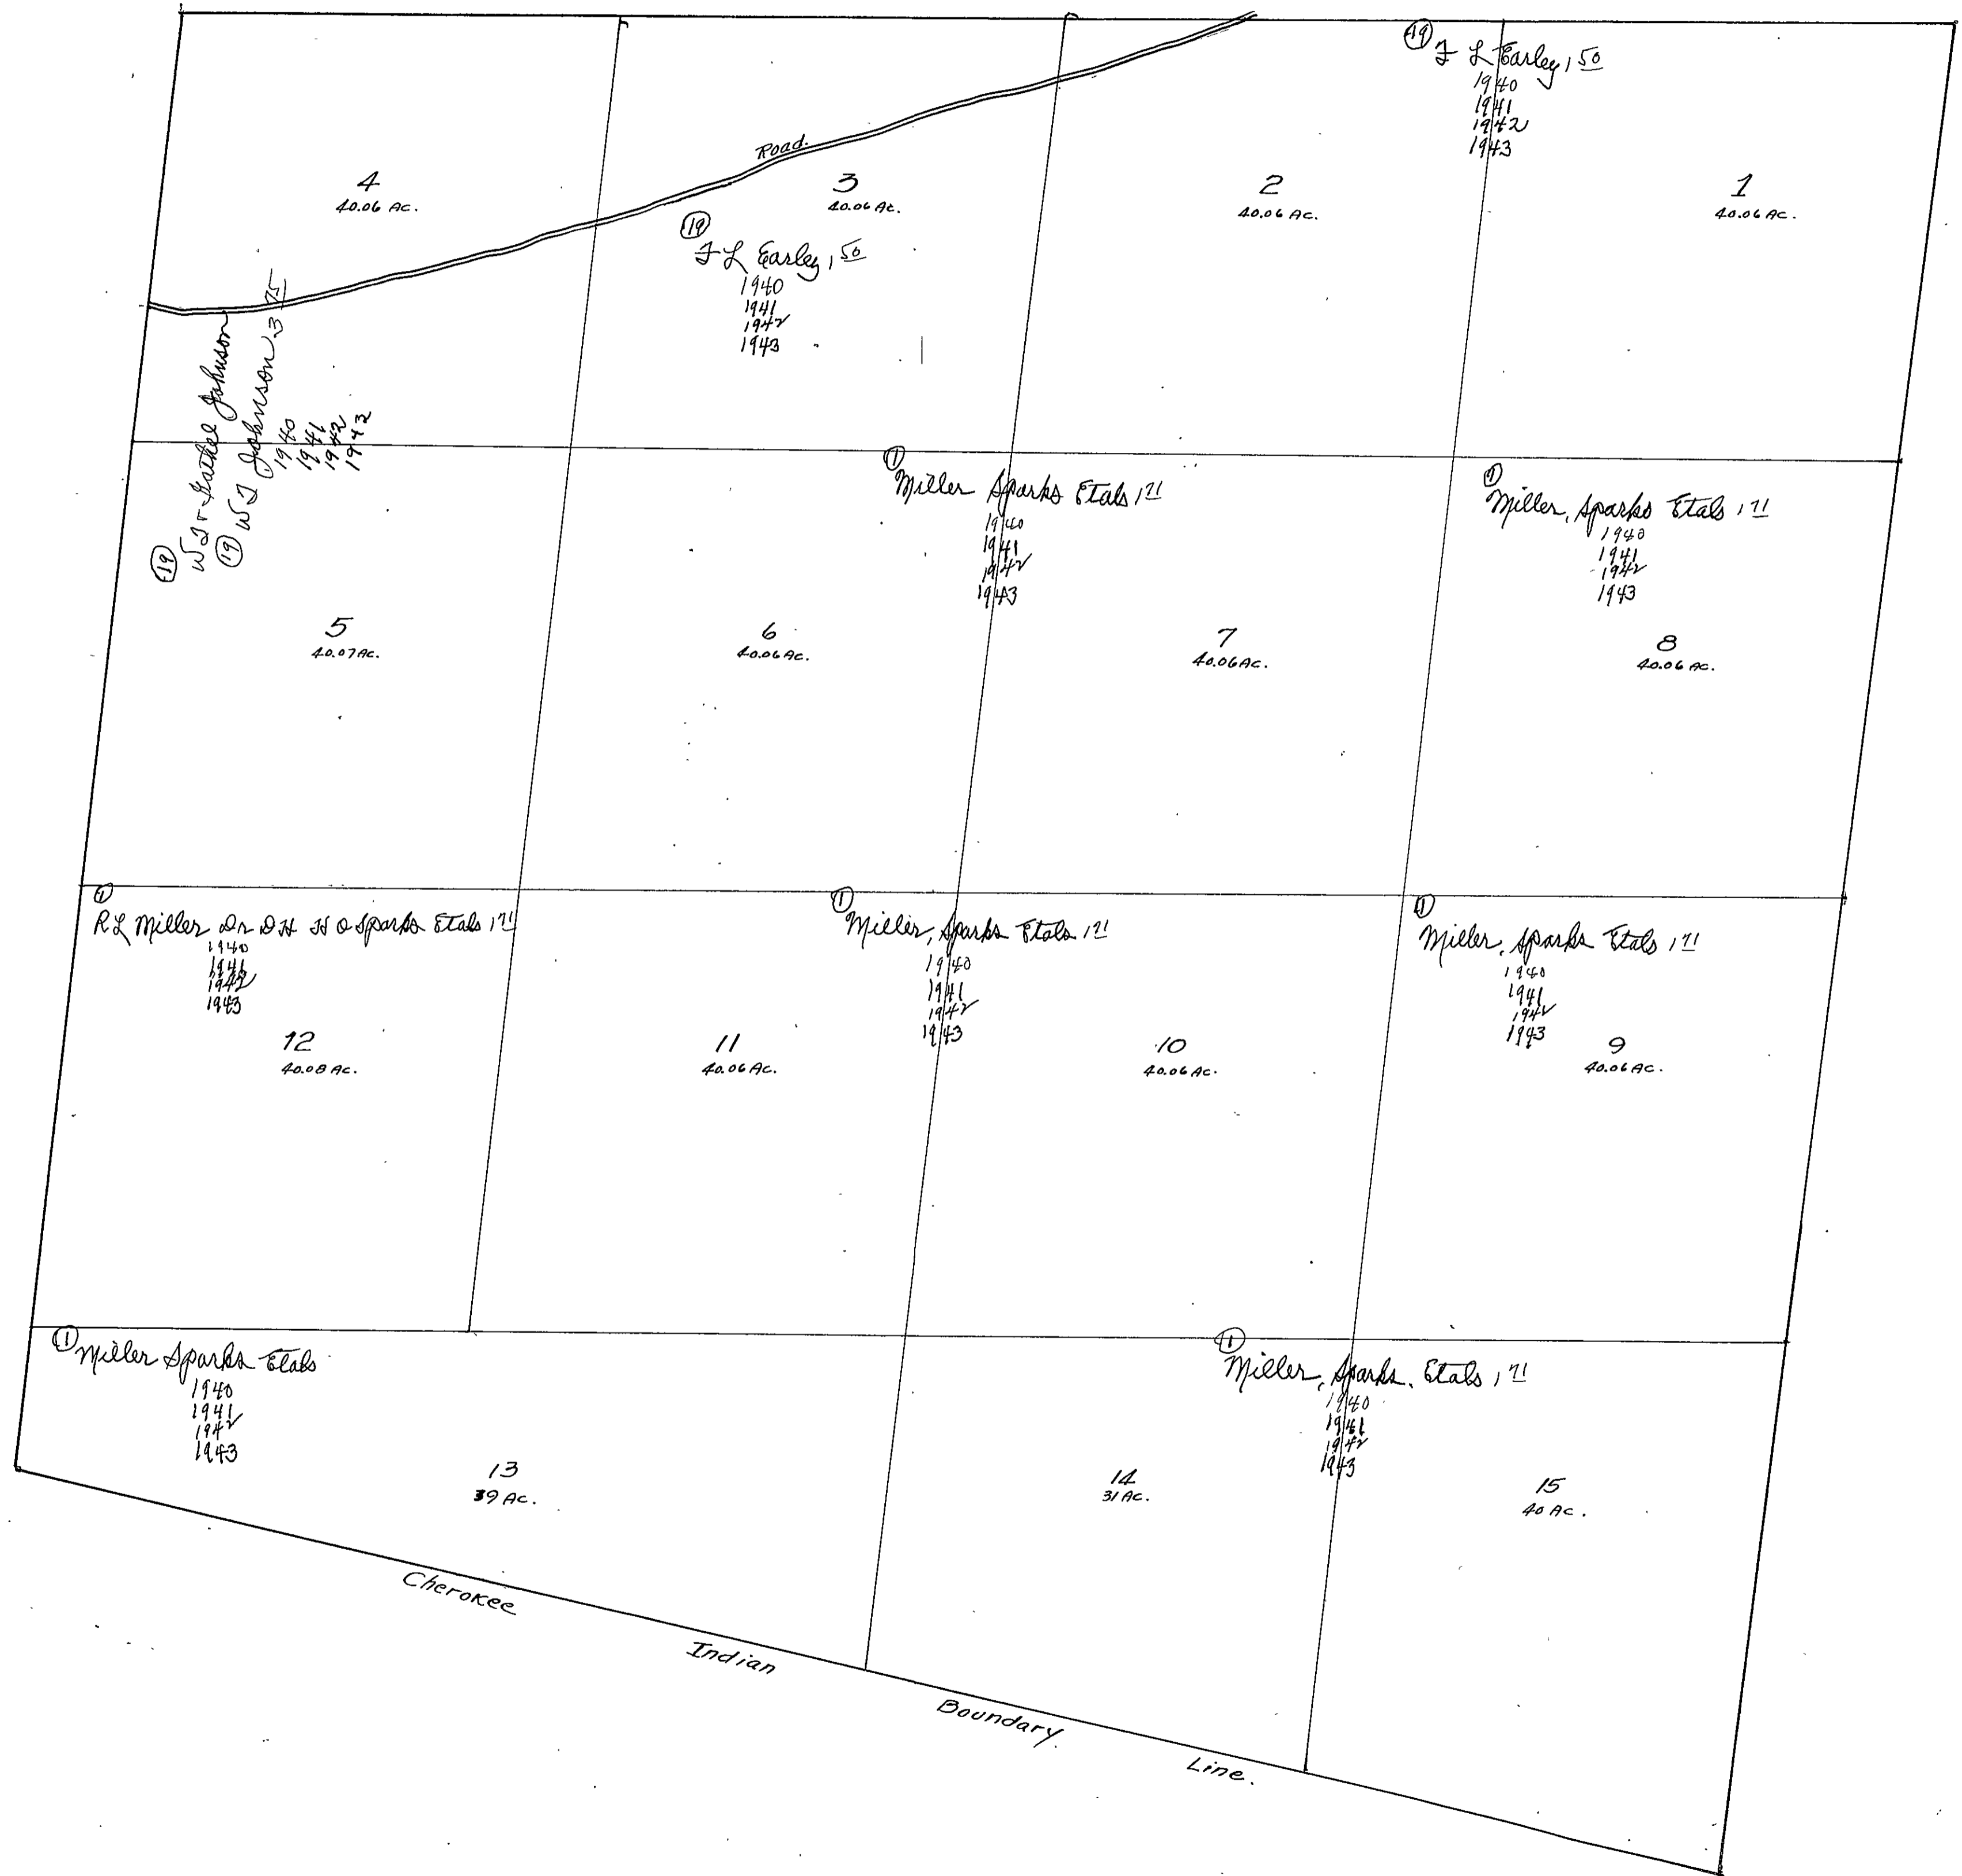 (19)
F L Earley, 1 50
1940
1941
1942
1943
Road.
4
40.06 Ac.
3
40.06 Ac.
2
40.06 Ac.
1
40.06 Ac.
(19)
F L Earley, 1 50
1940
1941
1942
1943
(19)
W J + Johnson
(19) W J Johnson 3 75
1940
1941
1942
1943
(1)
Miller Sparks Etals 1 71
1940
1941
1942
1943
(1)
Miller, Sparks Etals 1 71
1940
1941
1942
1943
5
40.07 Ac.
6
40.06 Ac.
7
40.06 Ac.
8
40.06 Ac.
(1)
R L Miller Dr D H H O Sparks Etals 1 71
1940
1941
1942
1943
(1)
Miller, Sparks Etals 1 71
1940
1941
1942
1943
(1)
Miller, Sparks Etals 1 71
1940
1941
1942
1943
12
40.08 Ac.
11
40.06 Ac.
10
40.06 Ac.
9
40.06 Ac.
(1) Miller Sparks Etals
1940
1941
1942
1943
(1)
Miller, Sparks, Etals 1 71
1940
1941
1942
1943
13
39 Ac.
14
31 Ac.
15
40 Ac.
Cherokee Indian Boundary Line.